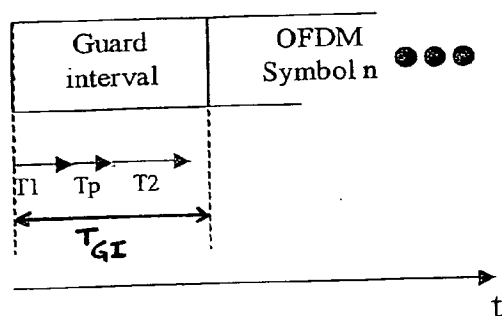 Guard
interval
OFDM
Symbol n
T1
Tp
T2
TGI
t